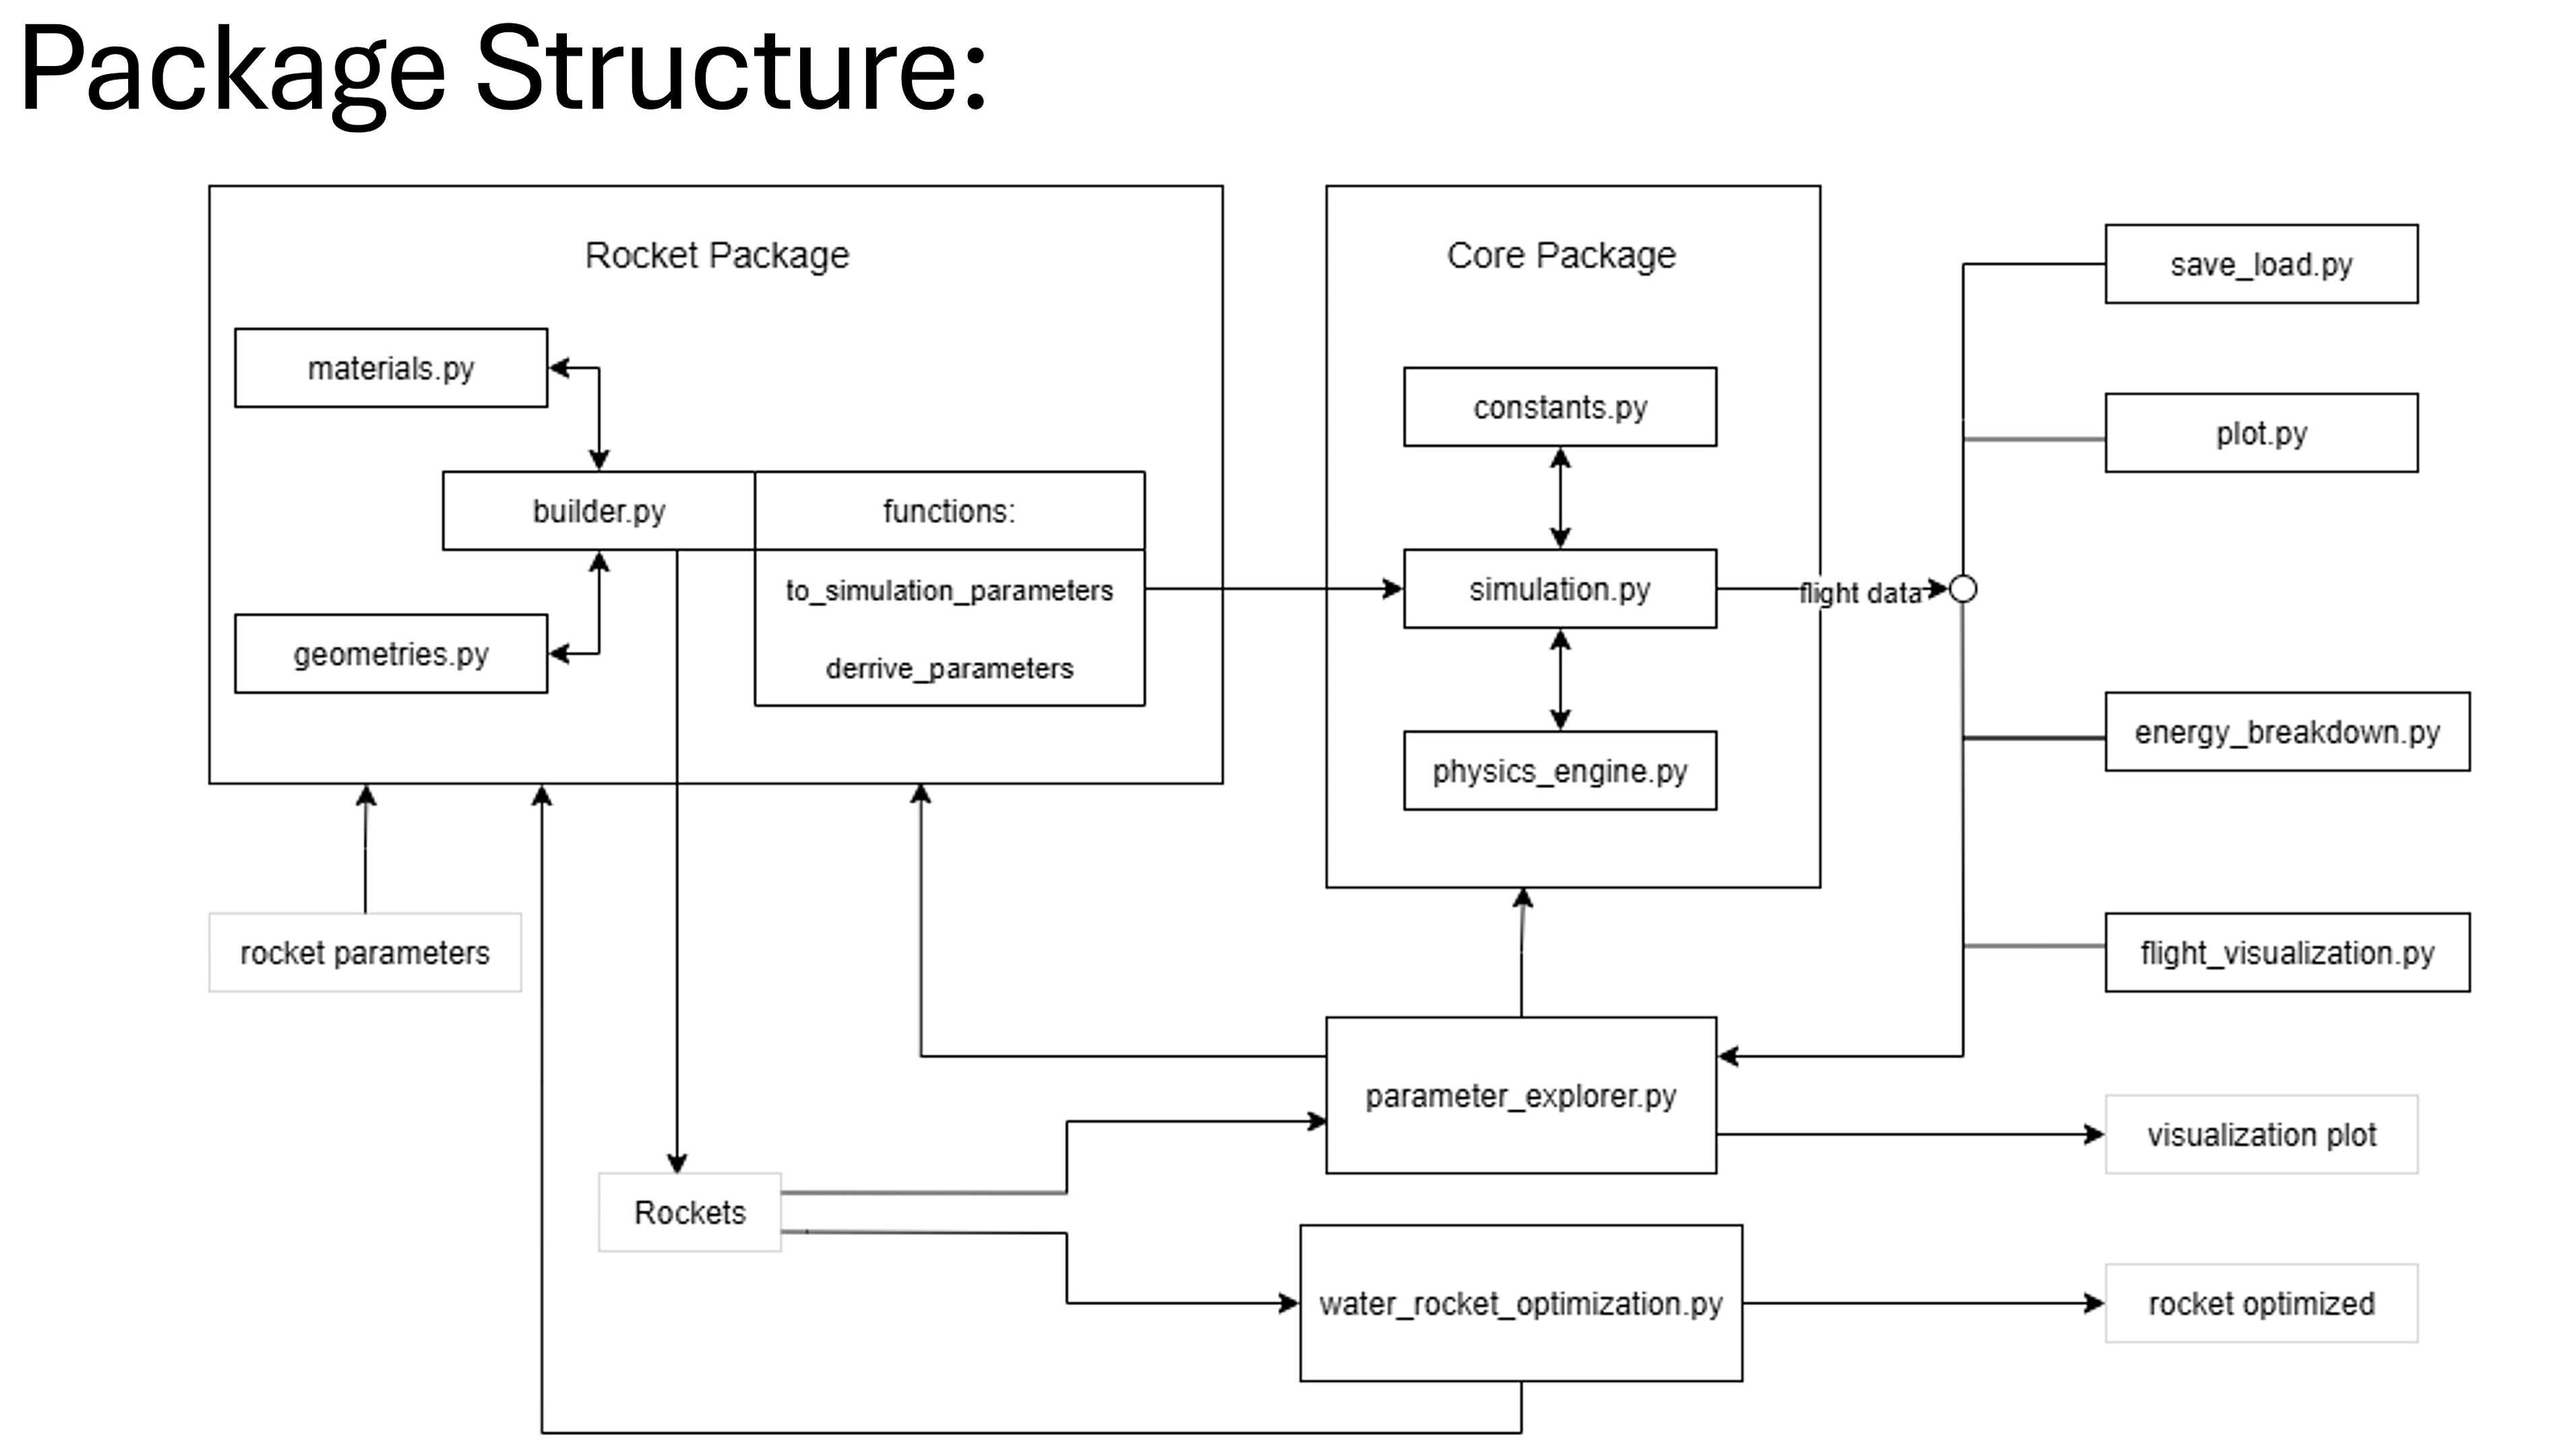 Package Structure:
Rocket Package
materials.py
builder.py
functions:
to_simulation_parameters
derrive_parameters
geometries.py
Core Package
constants.py
simulation.py
physics_engine.py
flight data
save_load.py
plot.py
energy_breakdown.py
flight_visualization.py
rocket parameters
parameter_explorer.py
visualization plot
Rockets
water_rocket_optimization.py
rocket optimized